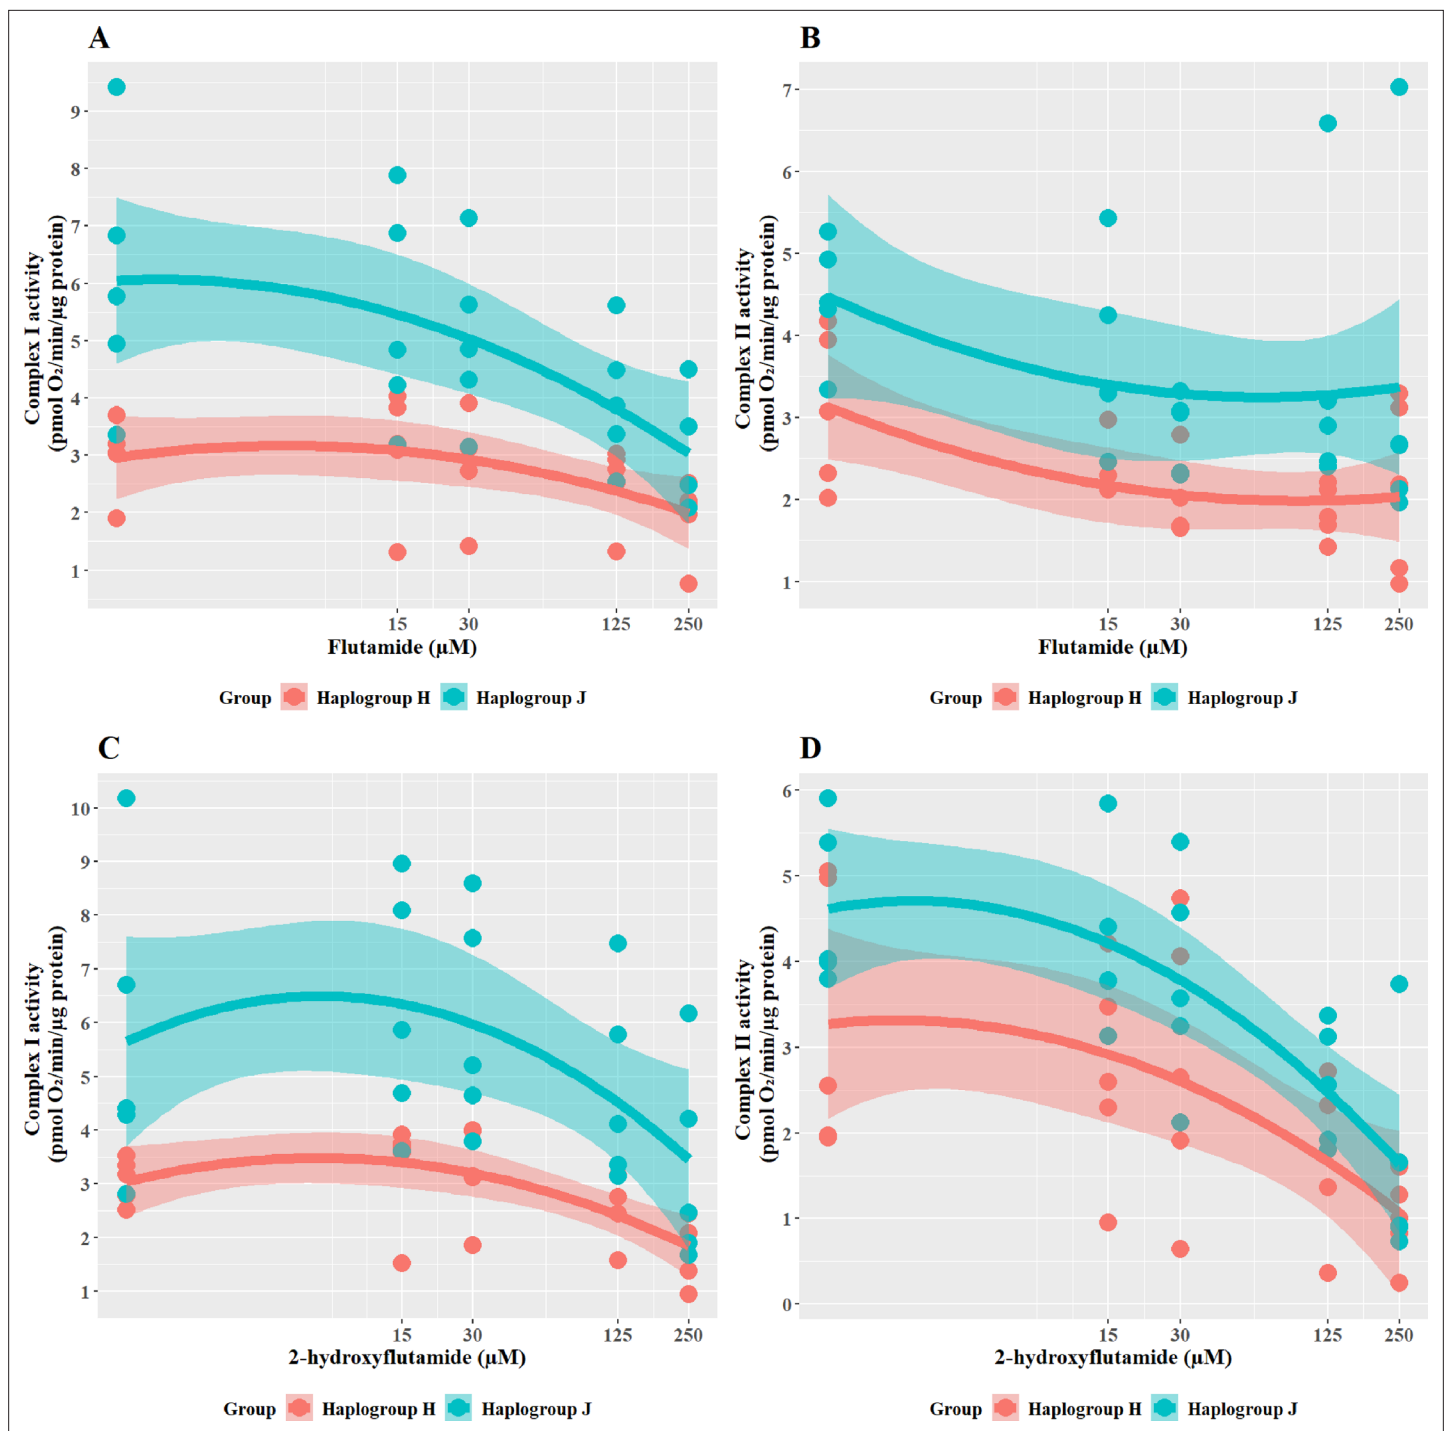 A
Complex I activity
(pmol O₂/min/µg protein)
9
8
7
6
5
4
3
2
1
15 30 125 250
Flutamide (µM)
Group Haplogroup H Haplogroup J
B
Complex II activity
(pmol O₂/min/µg protein)
7
6
5
4
3
2
1
15 30 125 250
Flutamide (µM)
Group Haplogroup H Haplogroup J
C
Complex I activity
(pmol O₂/min/µg protein)
10
9
8
7
6
5
4
3
2
1
15 30 125 250
2-hydroxyflutamide (µM)
Group Haplogroup H Haplogroup J
D
Complex II activity
(pmol O₂/min/µg protein)
6
5
4
3
2
1
0
15 30 125 250
2-hydroxyflutamide (µM)
Group Haplogroup H Haplogroup J